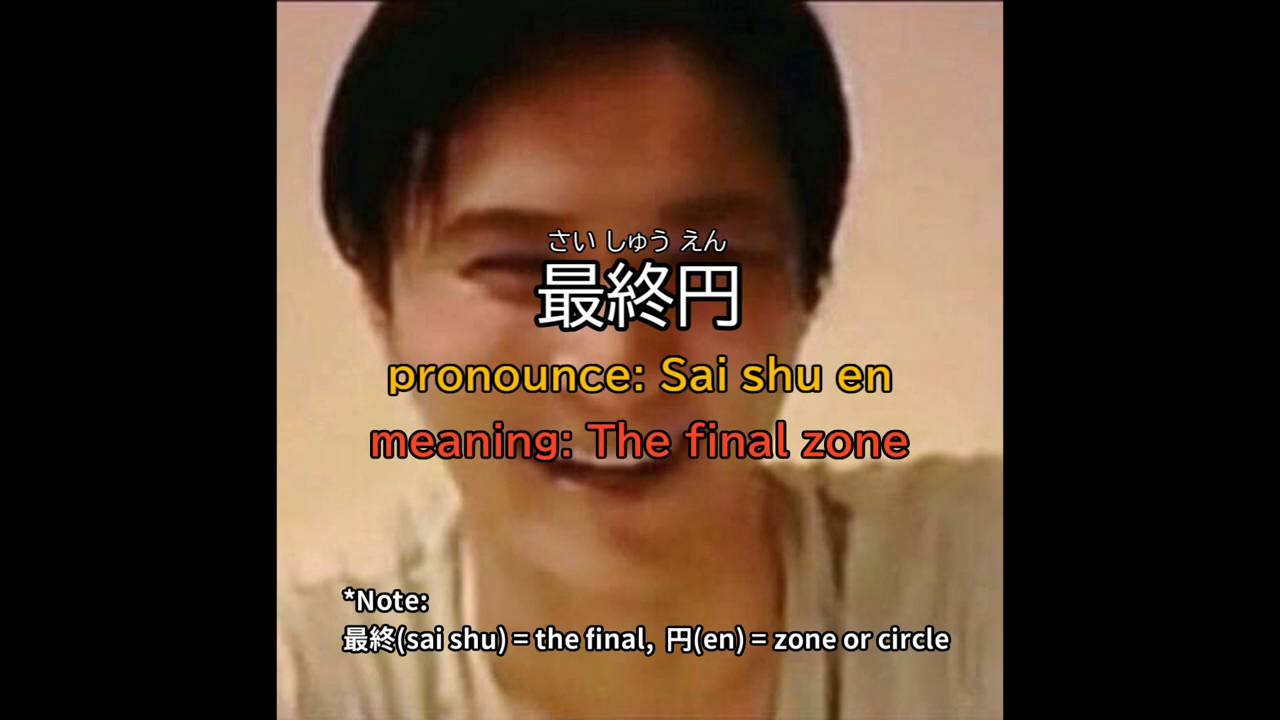 さい しゅう えん
最終円
pronounce: Sai shu en
meaning: The final zone
*Note:
最終(sai shu) = the final, 円(en) = zone or circle